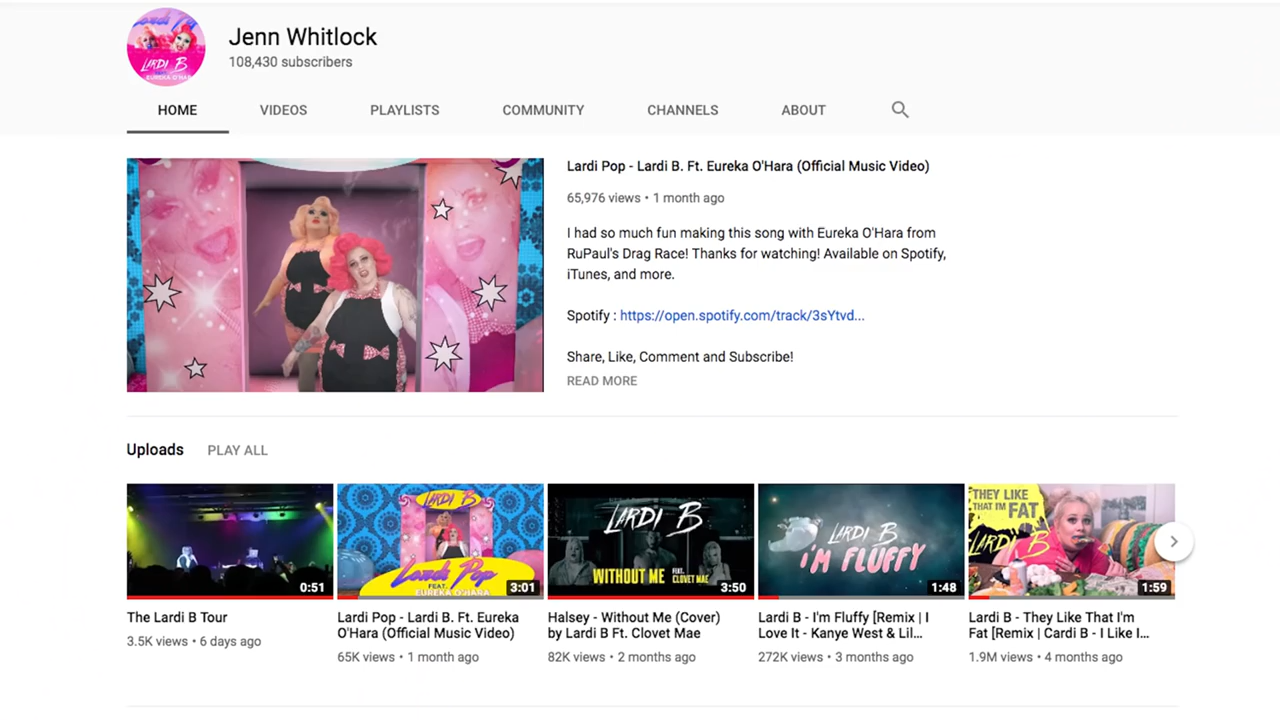 Lardi Pop
LARDI B
EUREKA O'HAR
Jenn Whitlock
108,430 subscribers
HOME
VIDEOS
PLAYLISTS
COMMUNITY
CHANNELS
ABOUT
Lardi Pop - Lardi B. Ft. Eureka O'Hara (Official Music Video)
65,976 views • 1 month ago
I had so much fun making this song with Eureka O'Hara from
RuPaul's Drag Race! Thanks for watching! Available on Spotify,
iTunes, and more.
Spotify : https://open.spotify.com/track/3sYtvd...
Share, Like, Comment and Subscribe!
READ MORE
Uploads
PLAY ALL
0:51
LARDI B
Lardi Pop
FEAT.
EUREKA O'HARA
3:01
LARDI B
WITHOUT ME
FEAT.
CLOVET MAE
3:50
LARDI B
I'M FLUFFY
1:48
THEY LIKE
THAT I'M
FAT
LARDI B
1:59
The Lardi B Tour
3.5K views • 6 days ago
Lardi Pop - Lardi B. Ft. Eureka
O'Hara (Official Music Video)
65K views • 1 month ago
Halsey - Without Me (Cover)
by Lardi B Ft. Clovet Mae
82K views • 2 months ago
Lardi B - I'm Fluffy [Remix | I
Love It - Kanye West & Lil...
272K views • 3 months ago
Lardi B - They Like That I'm
Fat [Remix | Cardi B - I Like I...
1.9M views • 4 months ago